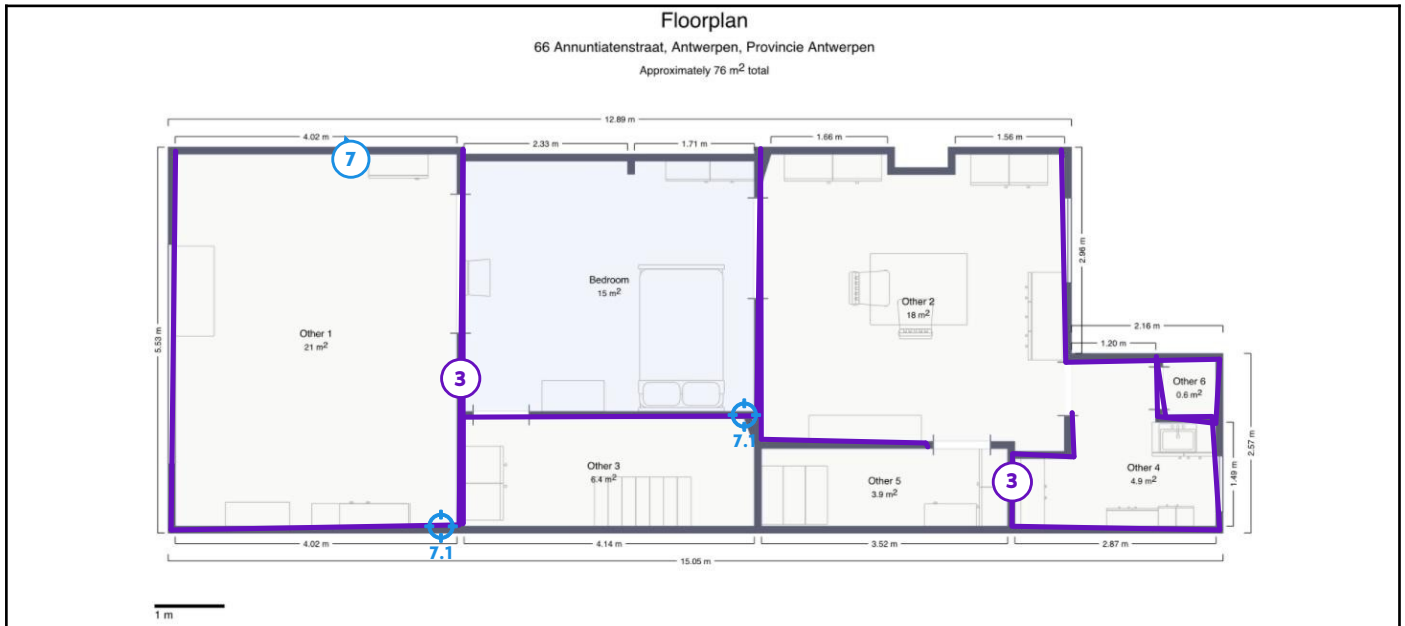 Floorplan
66 Annuntiatenstraat, Antwerpen, Provincie Antwerpen
Approximately 76 m² total
12.89 m
4.02 m
2.33 m
1.71 m
1.66 m
1.56 m
7
5.53 m
2.96 m
Bedroom
15 m²
Other 2
18 m²
Other 1
21 m²
2.16 m
1.20 m
3
Other 6
0.6 m²
7.1
2.57 m
Other 3
6.4 m²
Other 5
3.9 m²
3
Other 4
4.9 m²
1.49 m
7.1
4.02 m
4.14 m
3.52 m
2.87 m
15.05 m
1 m